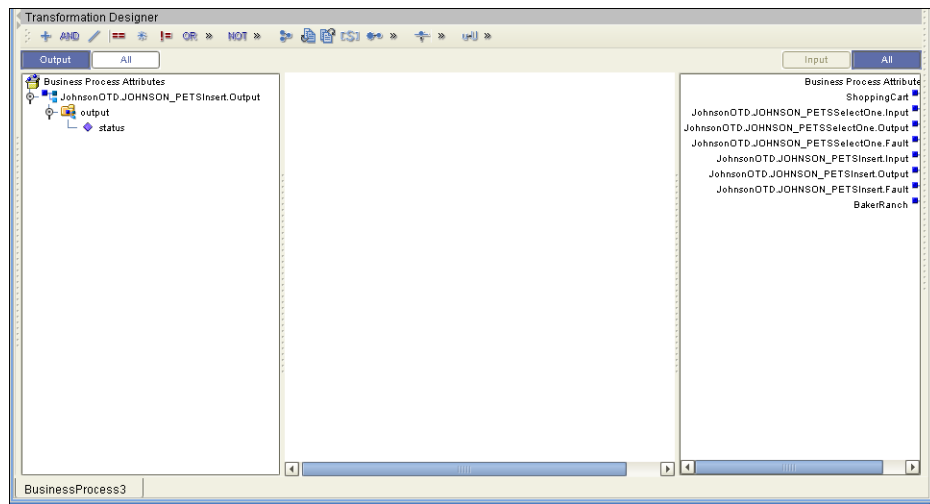 Transformation Designer
+ AND / == * != OR » NOT » »  »  »
Output All Input All
Business Process Attributes
JohnsonOTD.JOHNSON_PETSInsert.Output
output
status
Business Process Attribute
ShoppingCart
JohnsonOTD.JOHNSON_PETSSelectOne.Input
JohnsonOTD.JOHNSON_PETSSelectOne.Output
JohnsonOTD.JOHNSON_PETSSelectOne.Fault
JohnsonOTD.JOHNSON_PETSInsert.Input
JohnsonOTD.JOHNSON_PETSInsert.Output
JohnsonOTD.JOHNSON_PETSInsert.Fault
BakerRanch
BusinessProcess3